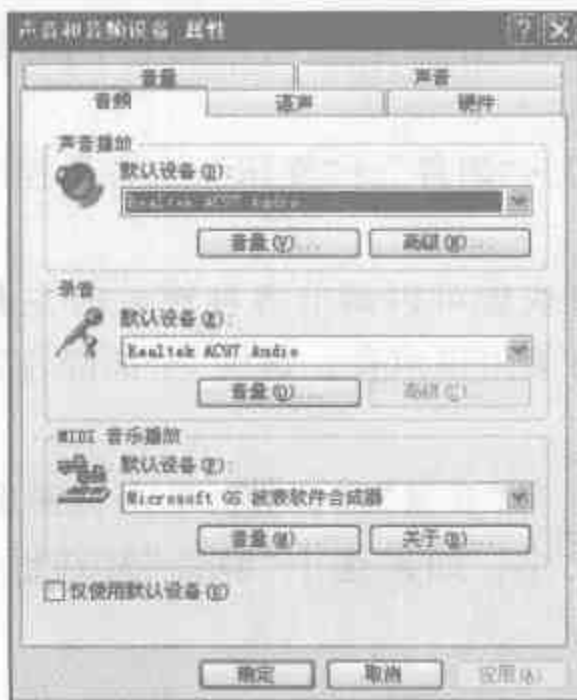 声音和音频设备 属性
音量 声音
音频 语声 硬件
声音播放
默认设备(D):
Realtek AC97 Audio
音量(V)... 高级(N)...
录音
默认设备(E):
Realtek AC97 Audio
音量(O)... 高级(C)...
MIDI 音乐播放
默认设备(F):
Microsoft GS 波表软件合成器
音量(M)... 关于(B)...
仅使用默认设备(S)
确定 取消 应用(A)